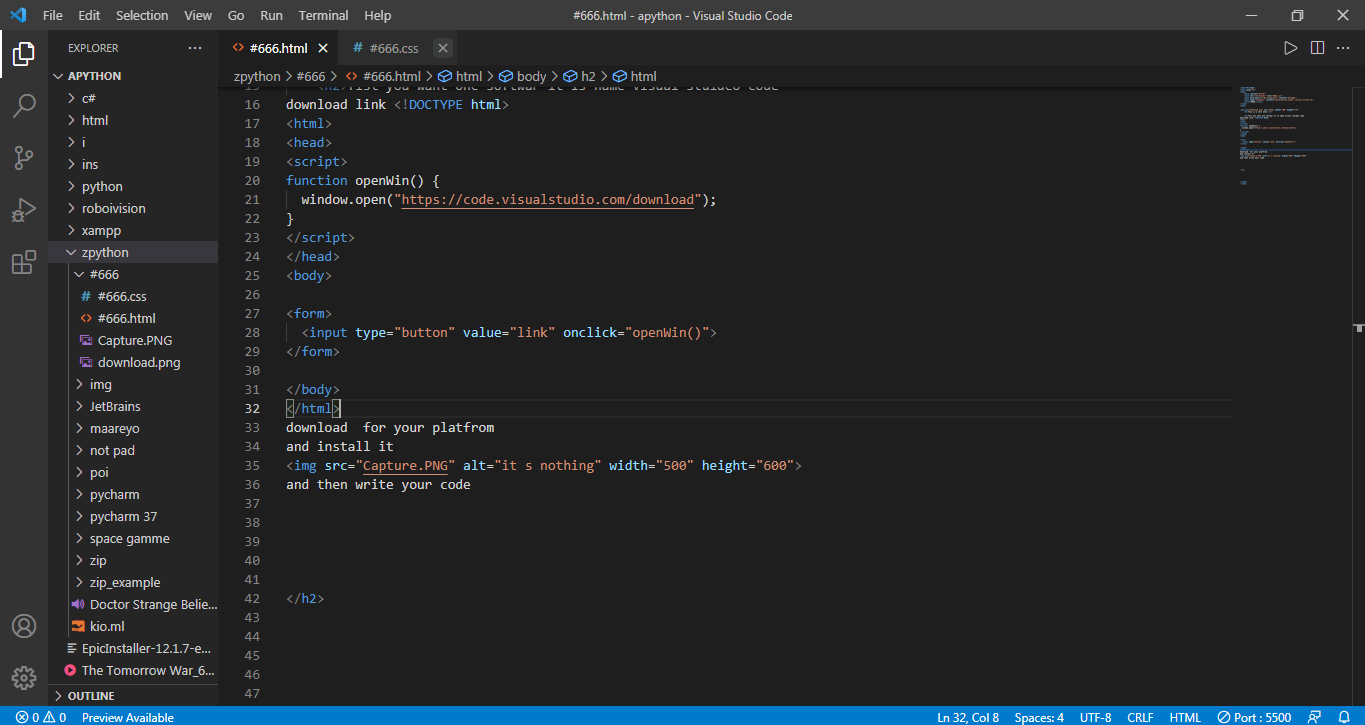 File Edit Selection View Go Run Terminal Help #666.html - apython - Visual Studio Code
EXPLORER
APYTHON
c#
html
i
ins
python
roboivision
xampp
zpython
#666
#666.css
#666.html
Capture.PNG
download.png
img
JetBrains
maareyo
not pad
poi
pycharm
pycharm 37
space gamme
zip
zip_example
Doctor Strange Belie...
kio.ml
EpicInstaller-12.1.7-e...
The Tomorrow War_6...
OUTLINE
#666.html #666.css
zpython > #666 > #666.html > html > body > h2 > html
16 download link <!DOCTYPE html>
17 <html>
18 <head>
19 <script>
20 function openWin() {
21 window.open("https://code.visualstudio.com/download");
22 }
23 </script>
24 </head>
25 <body>
26
27 <form>
28 <input type="button" value="link" onclick="openWin()">
29 </form>
30
31 </body>
32 </html>
33 download  for your platfrom
34 and install it
35 <img src="Capture.PNG" alt="it s nothing" width="500" height="600">
36 and then write your code
37
38
39
40
41
42 </h2>
43
44
45
46
47
0 0 Preview Available Ln 32, Col 8 Spaces: 4 UTF-8 CRLF HTML Port : 5500